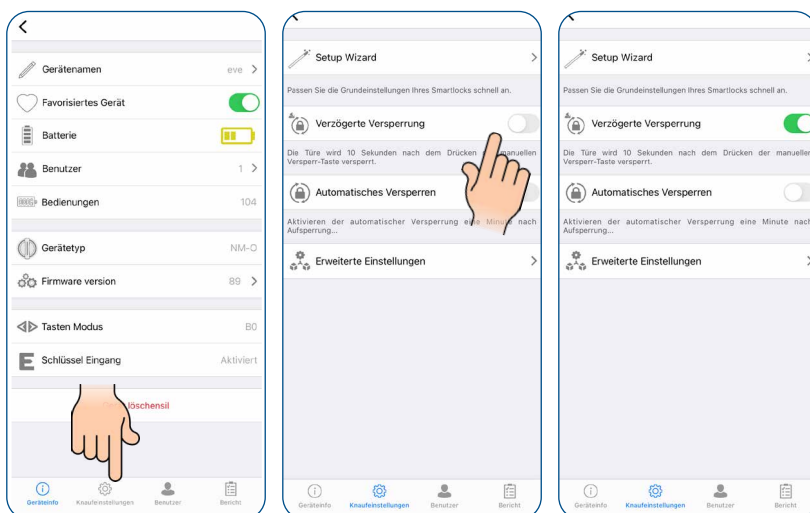 Gerätenamen
eve
Favorisiertes Gerät
Batterie
Benutzer
1
Bedienungen
104
Gerätetyp
NM-O
Firmware version
89
Tasten Modus
B0
E Schlüssel Eingang
Aktiviert
löschensil
Geräteinfo
Knaufeinstellungen
Benutzer
Bericht
Setup Wizard
Passen Sie die Grundeinstellungen Ihres Smartlocks schnell an.
Verzögerte Versperrung
Die Türe wird 10 Sekunden nach dem Drücken manuellen
Versperr-Taste versperrt.
Automatisches Versperren
Aktivieren der automatischer Versperrung eine Minute nach
Aufsperrung...
Erweiterte Einstellungen
Geräteinfo
Knaufeinstellungen
Benutzer
Bericht
Setup Wizard
Passen Sie die Grundeinstellungen Ihres Smartlocks schnell an.
Verzögerte Versperrung
Die Türe wird 10 Sekunden nach dem Drücken der manuellen
Versperr-Taste versperrt.
Automatisches Versperren
Aktivieren der automatischer Versperrung eine Minute nach
Aufsperrung...
Erweiterte Einstellungen
Geräteinfo
Knaufeinstellungen
Benutzer
Bericht